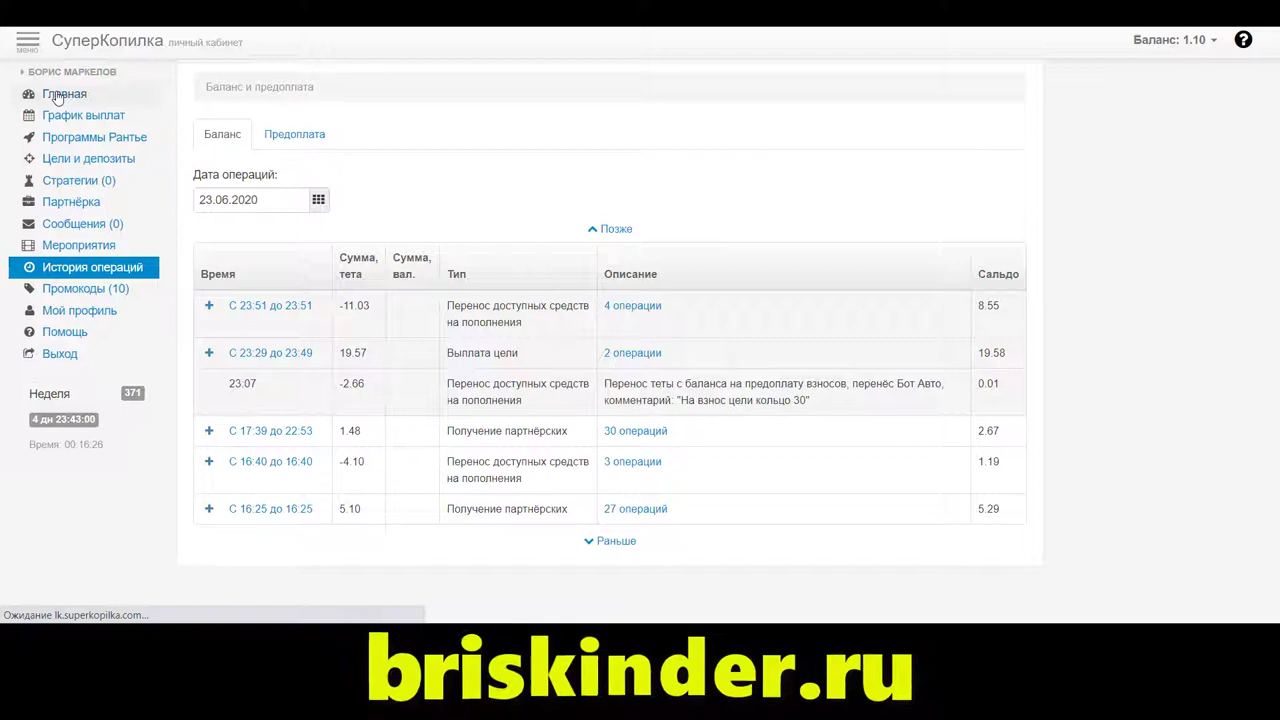 меню
СуперКопилка личный кабинет
Баланс: 1.10
БОРИС МАРКЕЛОВ
Главная
График выплат
Программы Рантье
Цели и депозиты
Стратегии (0)
Партнёрка
Сообщения (0)
Мероприятия
История операций
Промокоды (10)
Мой профиль
Помощь
Выход
Неделя 371
4 дн 23:43:00
Время: 00:16:26
Баланс и предоплата
Баланс Предоплата
Дата операций:
23.06.2020
Позже
Время Сумма, тета Сумма, вал. Тип Описание Сальдо
С 23:51 до 23:51 -11.03 Перенос доступных средств на пополнения 4 операции 8.55
С 23:29 до 23:49 19.57 Выплата цели 2 операции 19.58
23:07 -2.66 Перенос доступных средств на пополнения Перенос теты с баланса на предоплату взносов, перенёс Бот Авто, комментарий: "На взнос цели кольцо 30" 0.01
С 17:39 до 22:53 1.48 Получение партнёрских 30 операций 2.67
С 16:40 до 16:40 -4.10 Перенос доступных средств на пополнения 3 операции 1.19
С 16:25 до 16:25 5.10 Получение партнёрских 27 операций 5.29
Раньше
Ожидание lk.superkopilka.com...
briskinder.ru